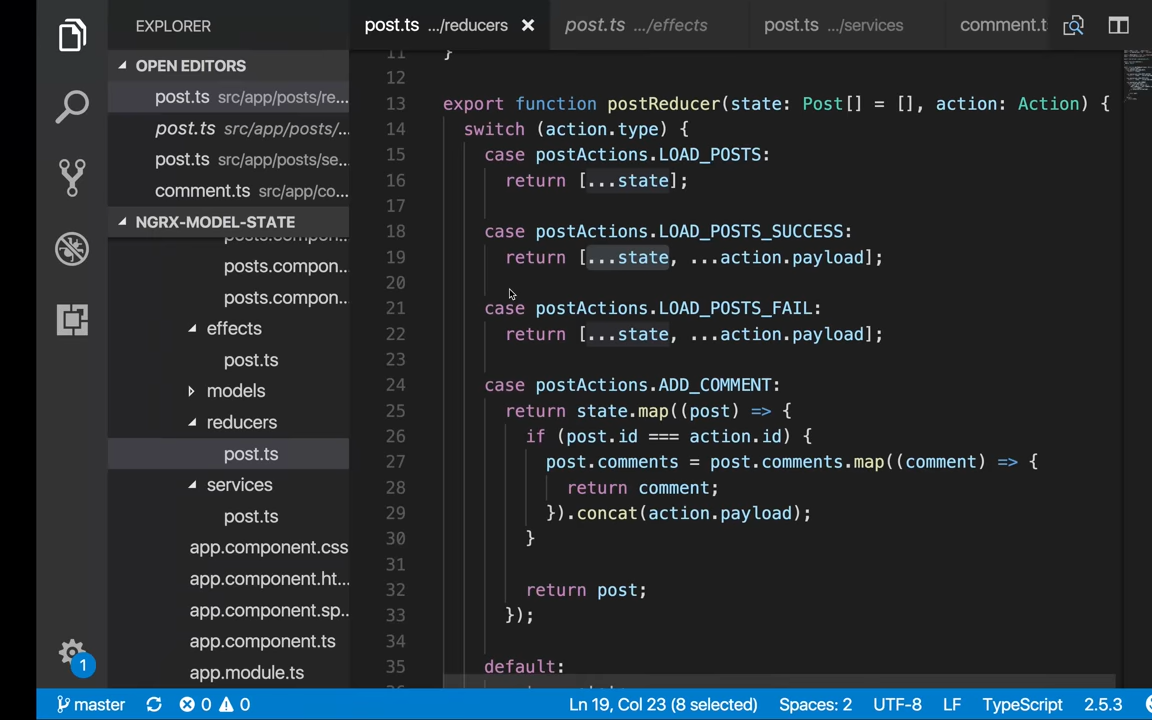 EXPLORER
OPEN EDITORS
post.ts src/app/posts/re...
post.ts src/app/posts/...
post.ts src/app/posts/se...
comment.ts src/app/co...
NGRX-MODEL-STATE
posts.compon...
posts.compon...
posts.compon...
effects
post.ts
models
reducers
post.ts
services
post.ts
app.component.css
app.component.ht...
app.component.sp...
app.component.ts
app.module.ts
1
post.ts .../reducers
post.ts .../effects
post.ts .../services
comment.t
11 }
12
13 export function postReducer(state: Post[] = [], action: Action) {
14 switch (action.type) {
15 case postActions.LOAD_POSTS:
16 return [...state];
17
18 case postActions.LOAD_POSTS_SUCCESS:
19 return [...state, ...action.payload];
20
21 case postActions.LOAD_POSTS_FAIL:
22 return [...state, ...action.payload];
23
24 case postActions.ADD_COMMENT:
25 return state.map((post) => {
26 if (post.id === action.id) {
27 post.comments = post.comments.map((comment) => {
28 return comment;
29 }).concat(action.payload);
30 }
31
32 return post;
33 });
34
35 default:
master 0 0 Ln 19, Col 23 (8 selected) Spaces: 2 UTF-8 LF TypeScript 2.5.3